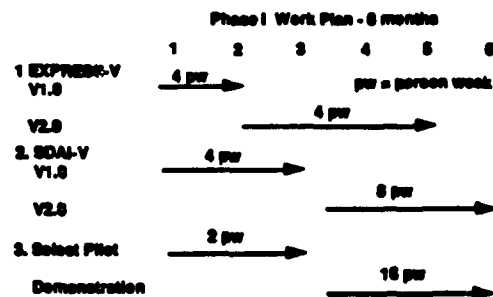 Phase I Work Plan - 6 months
1 2 3 4 5 6
1 EXPRESS-V 4 pw pw = person week
V1.0
V2.0 4 pw
2. SDAI-V 4 pw
V1.0
V2.0 8 pw
3. Select Pilot 2 pw
Demonstration 16 pw